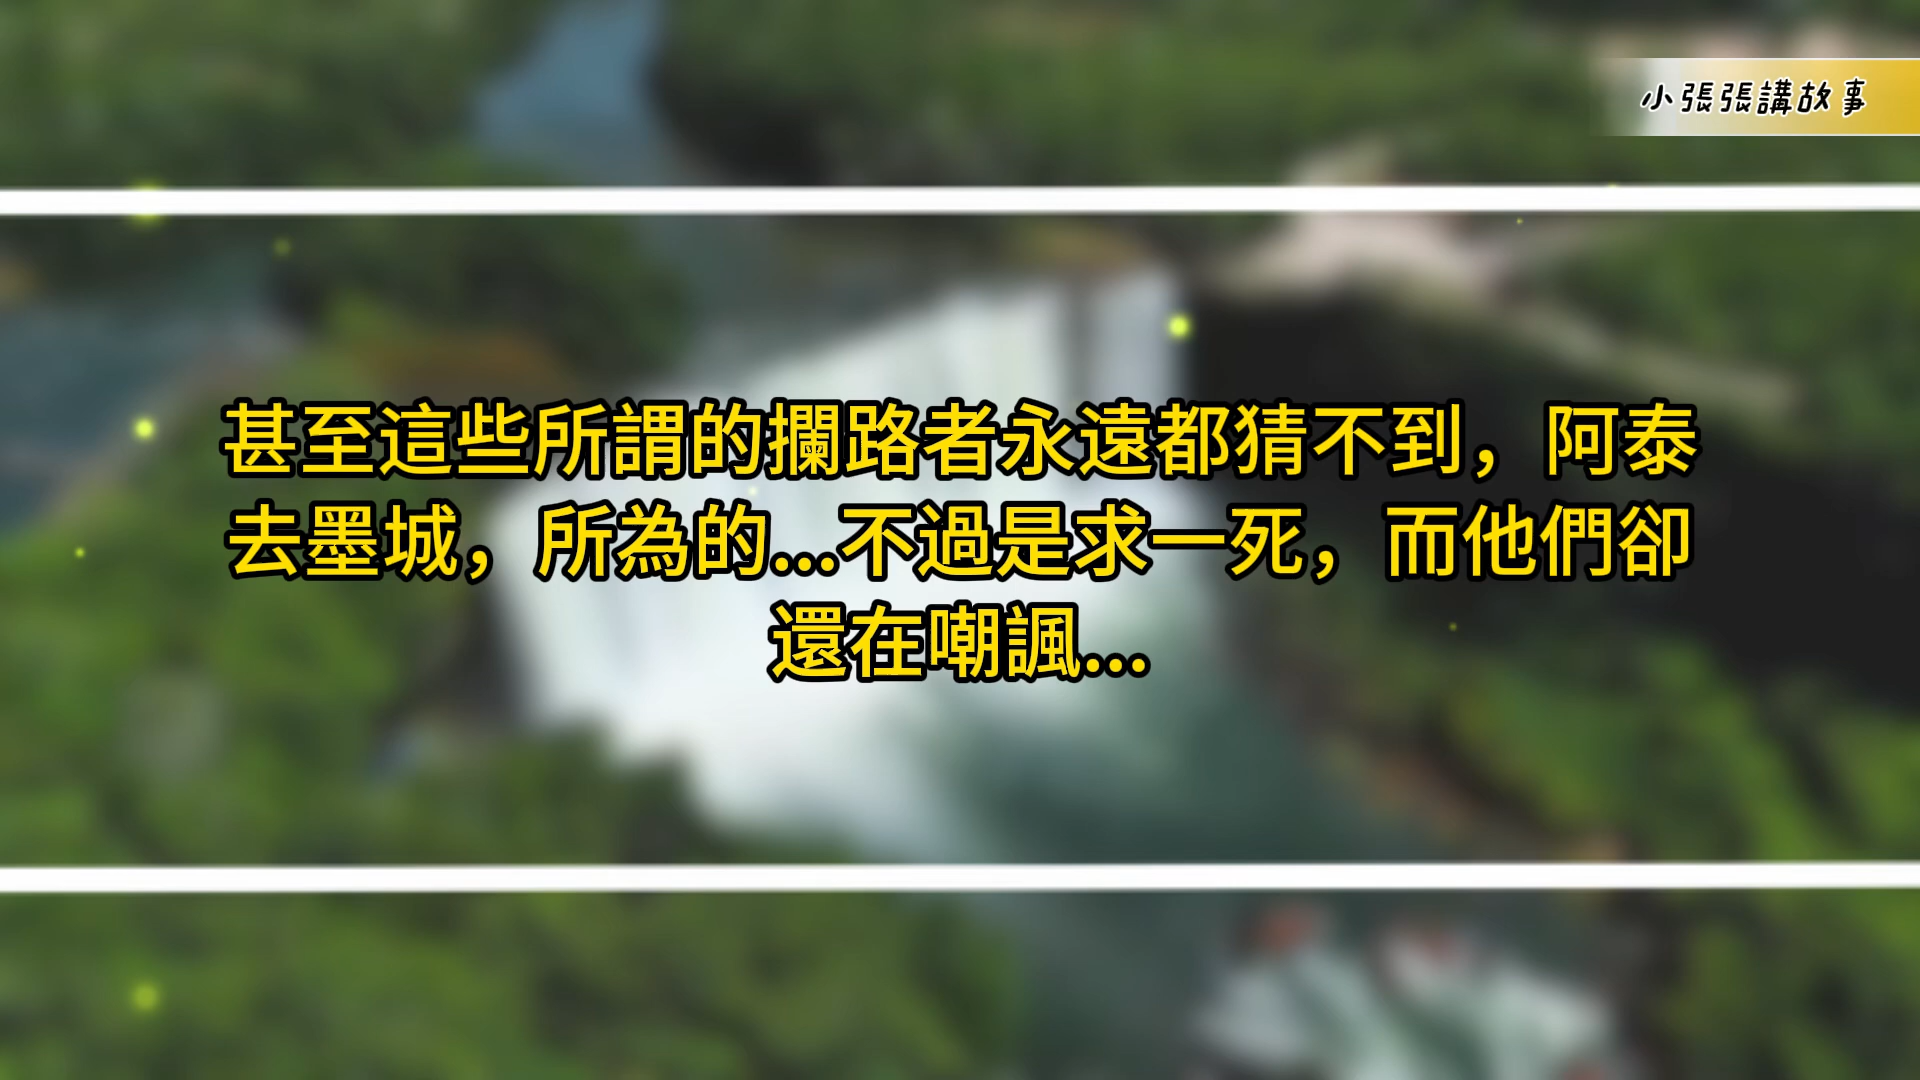 小張張講故事
甚至這些所謂的攔路者永遠都猜不到，阿泰
去墨城，所為的...不過是求一死，而他們卻
還在嘲諷...